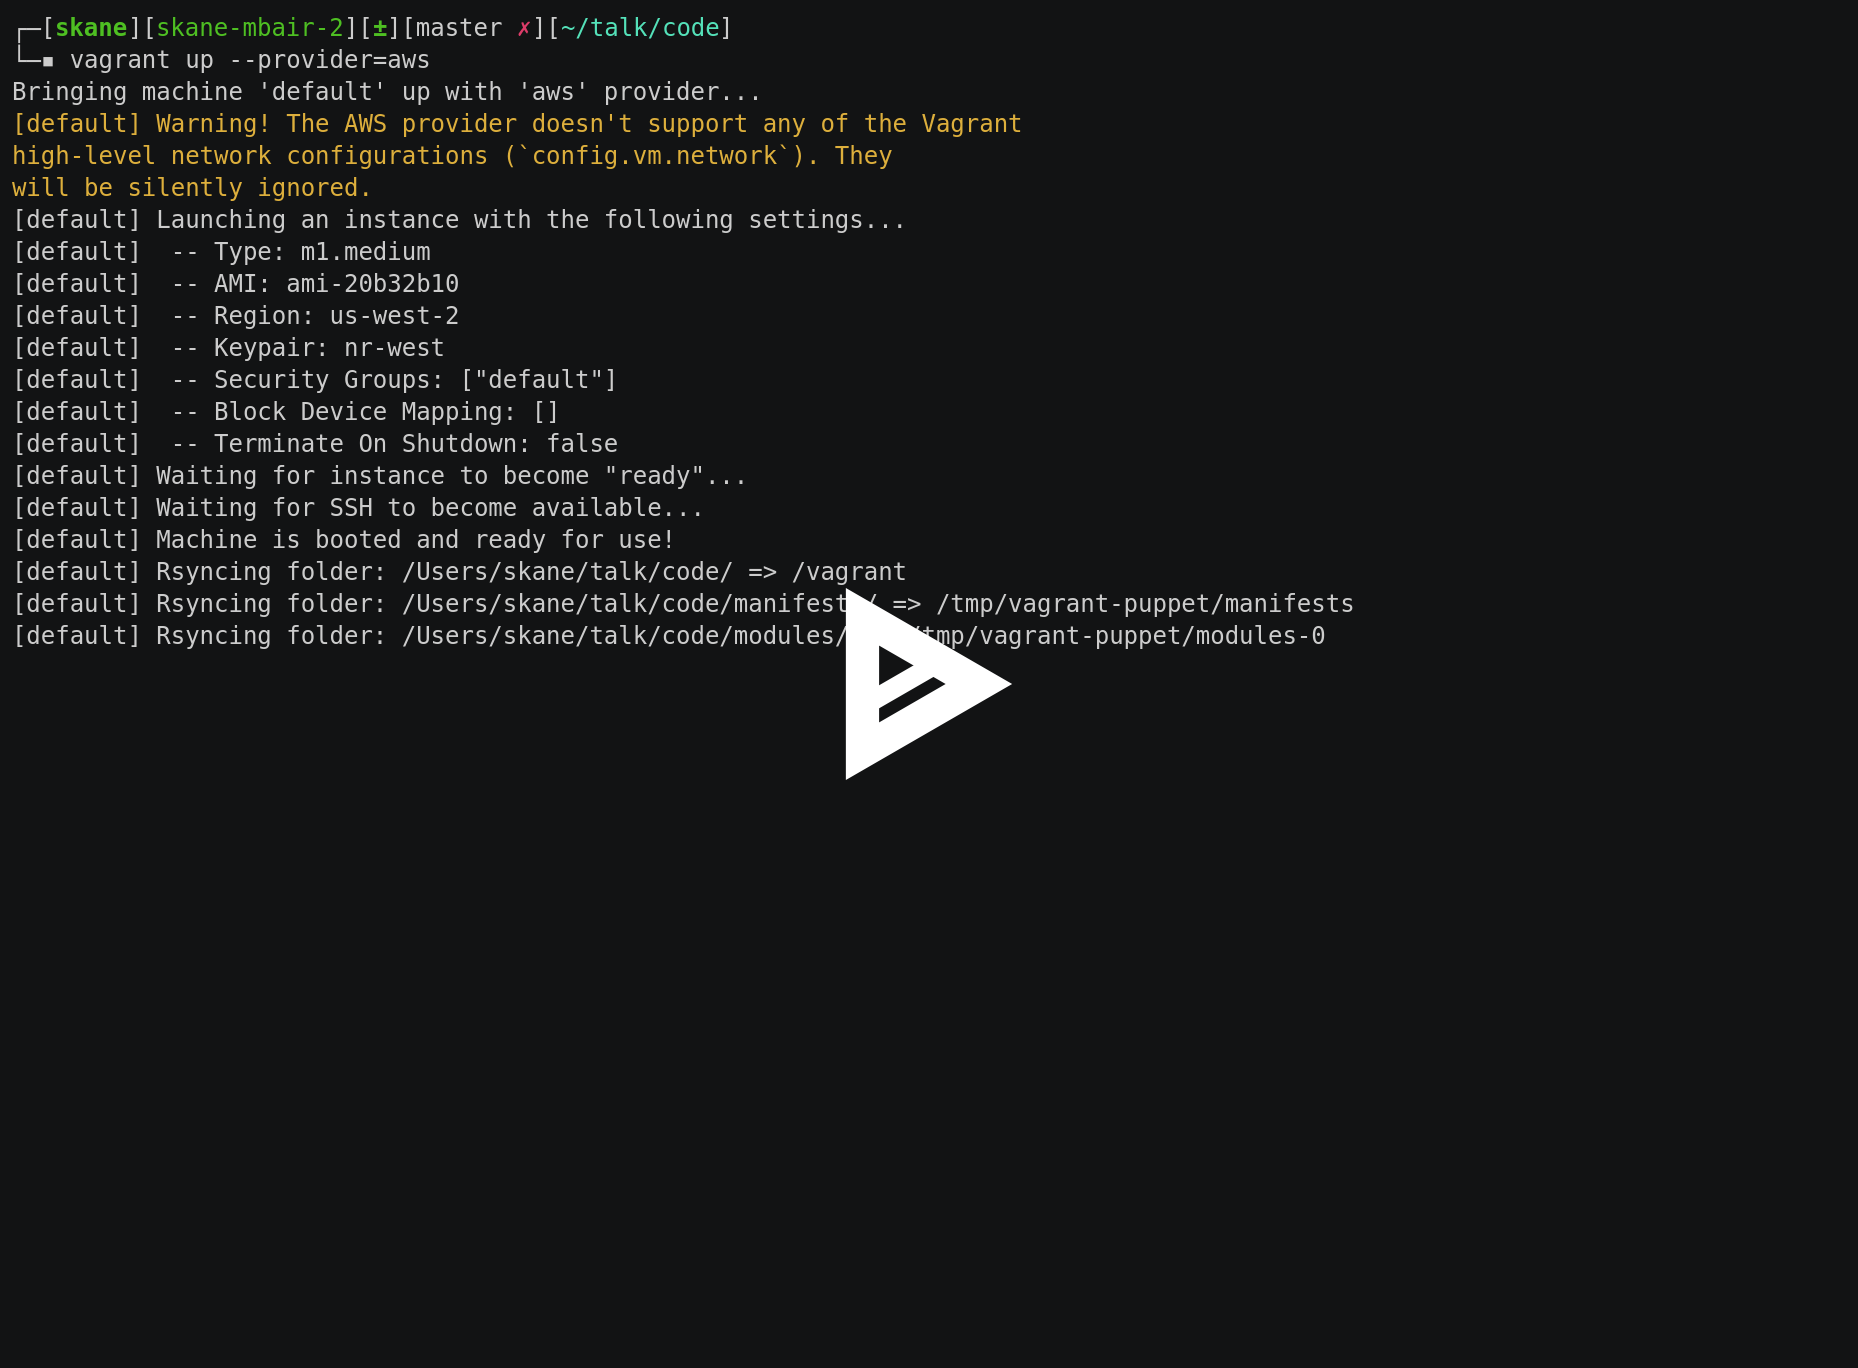 ┌─[skane][skane-mbair-2][±][master ✗][~/talk/code]
└─▪ vagrant up --provider=aws
Bringing machine 'default' up with 'aws' provider...
[default] Warning! The AWS provider doesn't support any of the Vagrant
high-level network configurations (`config.vm.network`). They
will be silently ignored.
[default] Launching an instance with the following settings...
[default]  -- Type: m1.medium
[default]  -- AMI: ami-20b32b10
[default]  -- Region: us-west-2
[default]  -- Keypair: nr-west
[default]  -- Security Groups: ["default"]
[default]  -- Block Device Mapping: []
[default]  -- Terminate On Shutdown: false
[default] Waiting for instance to become "ready"...
[default] Waiting for SSH to become available...
[default] Machine is booted and ready for use!
[default] Rsyncing folder: /Users/skane/talk/code/ => /vagrant
[default] Rsyncing folder: /Users/skane/talk/code/manifests/ => /tmp/vagrant-puppet/manifests
[default] Rsyncing folder: /Users/skane/talk/code/modules/ /tmp/vagrant-puppet/modules-0